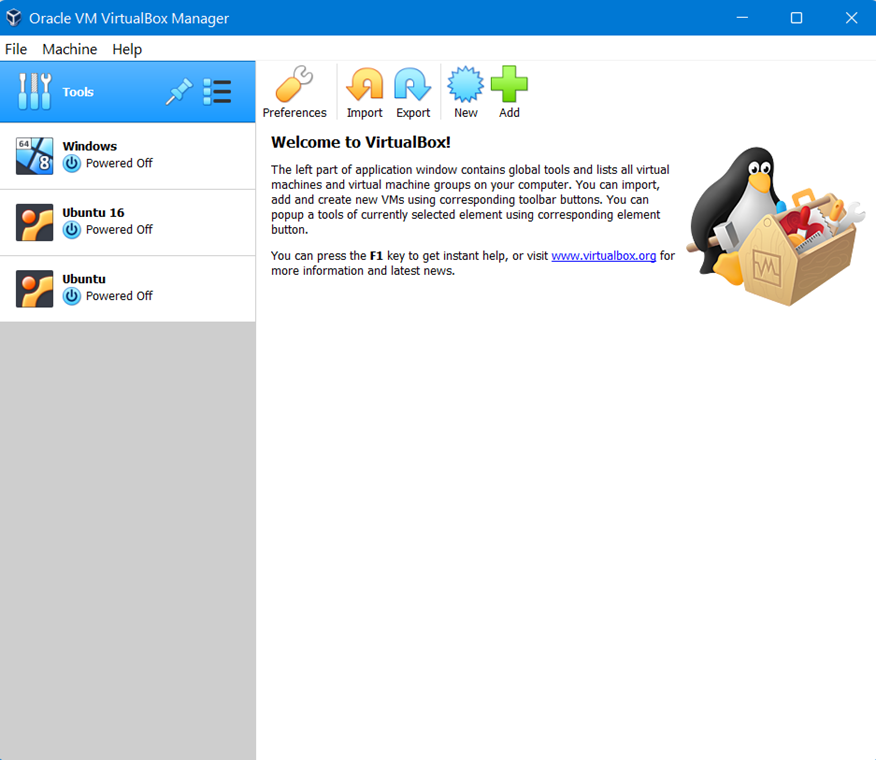 Oracle VM VirtualBox Manager
File Machine Help
Tools
Preferences Import Export New Add
64
8
Windows
Powered Off
Ubuntu 16
Powered Off
Ubuntu
Powered Off
Welcome to VirtualBox!
The left part of application window contains global tools and lists all virtual
machines and virtual machine groups on your computer. You can import,
add and create new VMs using corresponding toolbar buttons. You can
popup a tools of currently selected element using corresponding element
button.
You can press the F1 key to get instant help, or visit www.virtualbox.org for
more information and latest news.